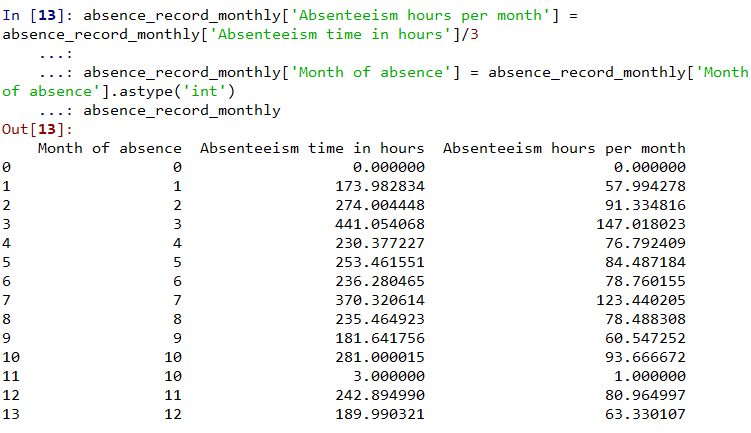 In [13]: absence_record_monthly['Absenteeism hours per month'] =
absence_record_monthly['Absenteeism time in hours']/3
...:
...: absence_record_monthly['Month of absence'] = absence_record_monthly['Month
of absence'].astype('int')
...: absence_record_monthly
Out[13]:
Month of absence Absenteeism time in hours Absenteeism hours per month
0 0 0.000000 0.000000
1 1 173.982834 57.994278
2 2 274.004448 91.334816
3 3 441.054068 147.018023
4 4 230.377227 76.792409
5 5 253.461551 84.487184
6 6 236.280465 78.760155
7 7 370.320614 123.440205
8 8 235.464923 78.488308
9 9 181.641756 60.547252
10 10 281.000015 93.666672
11 10 3.000000 1.000000
12 11 242.894990 80.964997
13 12 189.990321 63.330107